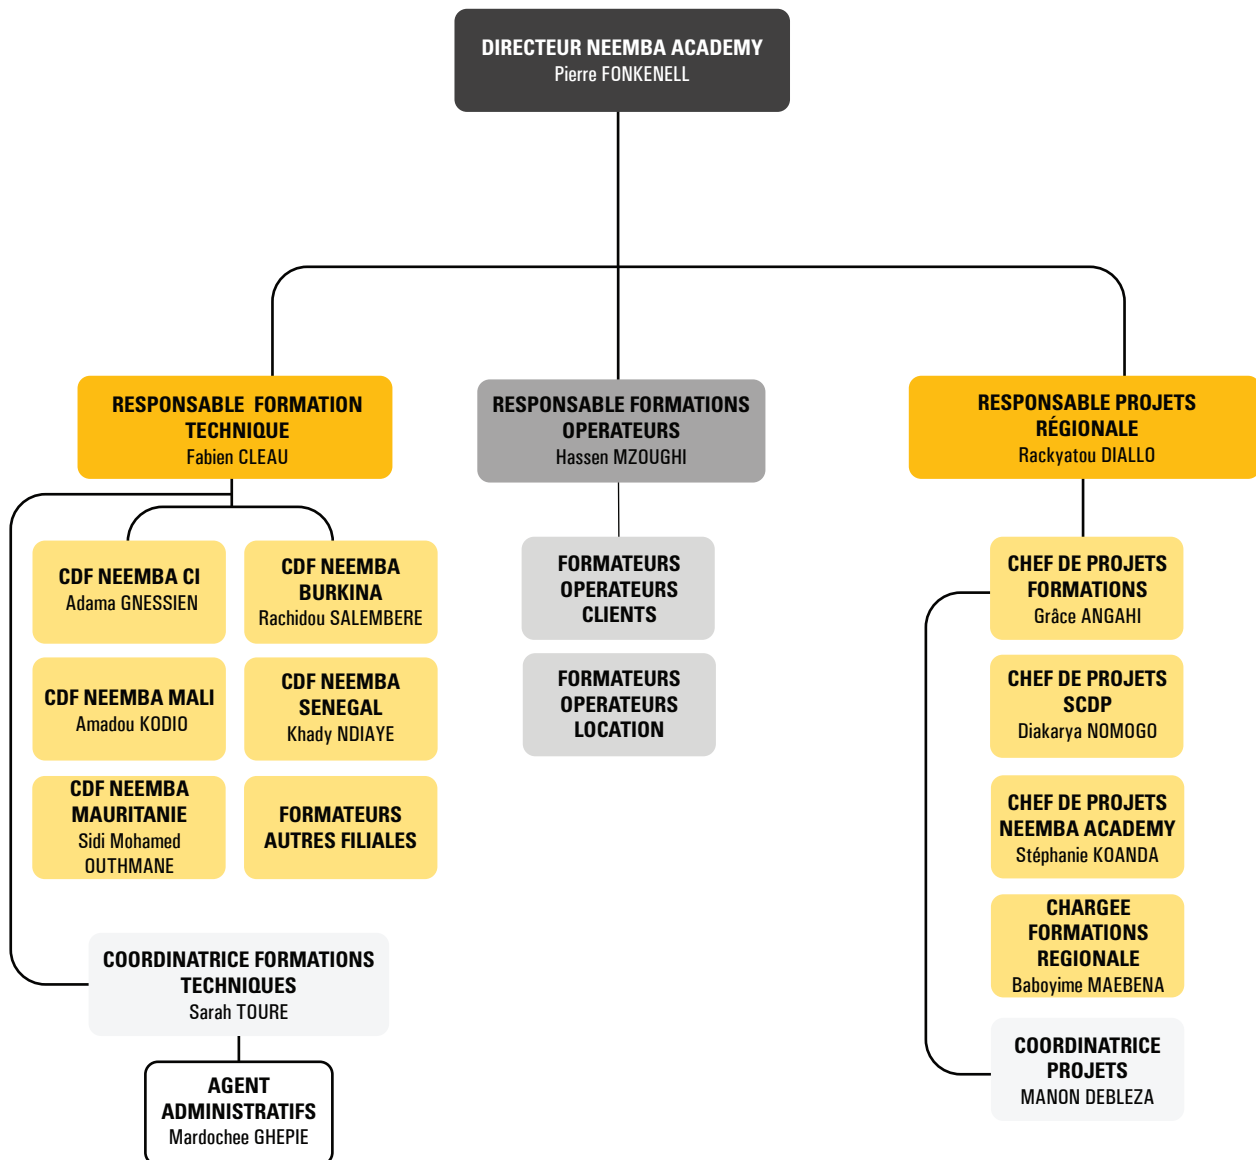 DIRECTEUR NEEMBA ACADEMY
Pierre FONKENELL
RESPONSABLE FORMATION
TECHNIQUE
Fabien CLEAU
RESPONSABLE FORMATIONS
OPERATEURS
Hassen MZOUGHI
RESPONSABLE PROJETS
RÉGIONALE
Rackyatou DIALLO
CDF NEEMBA CI
Adama GNESSIEN
CDF NEEMBA
BURKINA
Rachidou SALEMBERE
CDF NEEMBA MALI
Amadou KODIO
CDF NEEMBA
SENEGAL
Khady NDIAYE
CDF NEEMBA
MAURITANIE
Sidi Mohamed
OUTHMANE
FORMATEURS
AUTRES FILIALES
COORDINATRICE FORMATIONS
TECHNIQUES
Sarah TOURE
AGENT
ADMINISTRATIFS
Mardochee GHEPIE
FORMATEURS
OPERATEURS
CLIENTS
FORMATEURS
OPERATEURS
LOCATION
CHEF DE PROJETS
FORMATIONS
Grâce ANGAHI
CHEF DE PROJETS
SCDP
Diakarya NOMOGO
CHEF DE PROJETS
NEEMBA ACADEMY
Stéphanie KOANDA
CHARGEE
FORMATIONS
REGIONALE
Baboyime MAEBENA
COORDINATRICE
PROJETS
MANON DEBLEZA